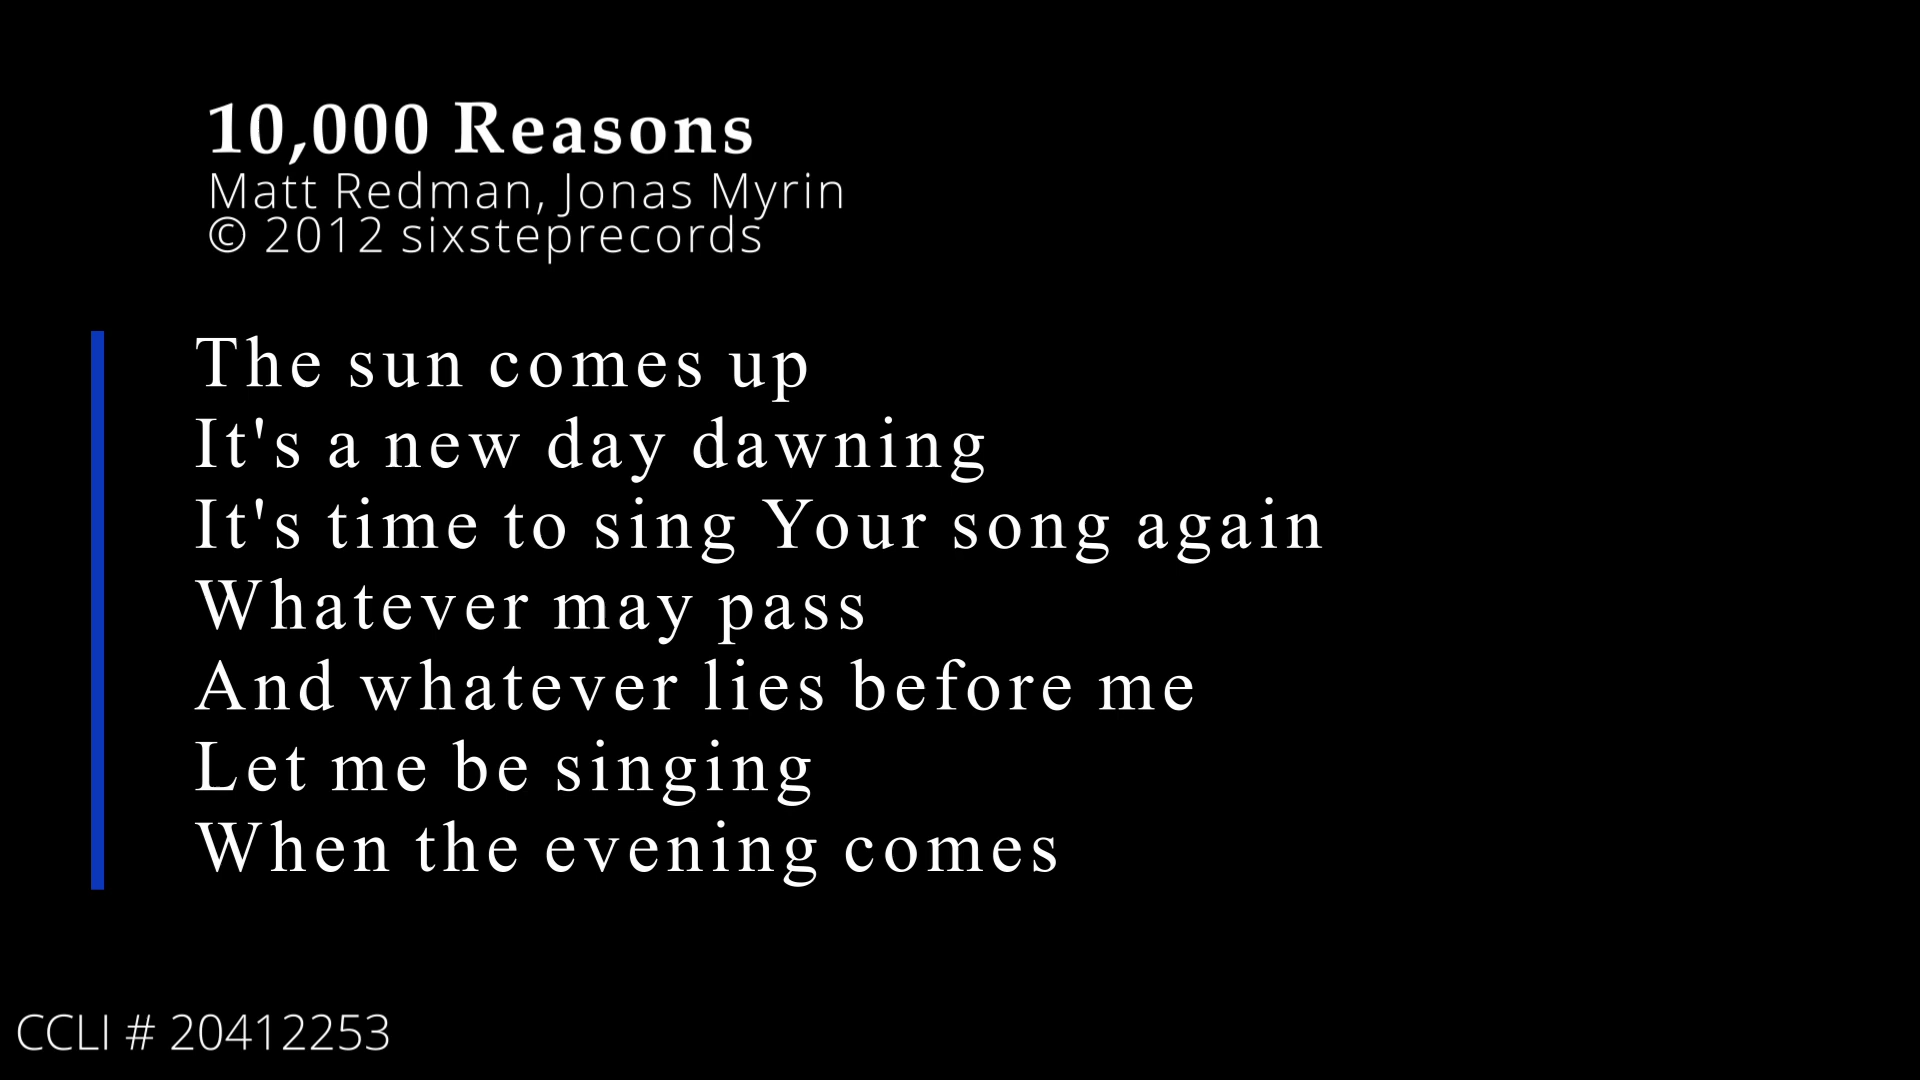 10,000 Reasons
Matt Redman, Jonas Myrin
© 2012 sixsteprecords
The sun comes up
It's a new day dawning
It's time to sing Your song again
Whatever may pass
And whatever lies before me
Let me be singing
When the evening comes
CCLI # 20412253